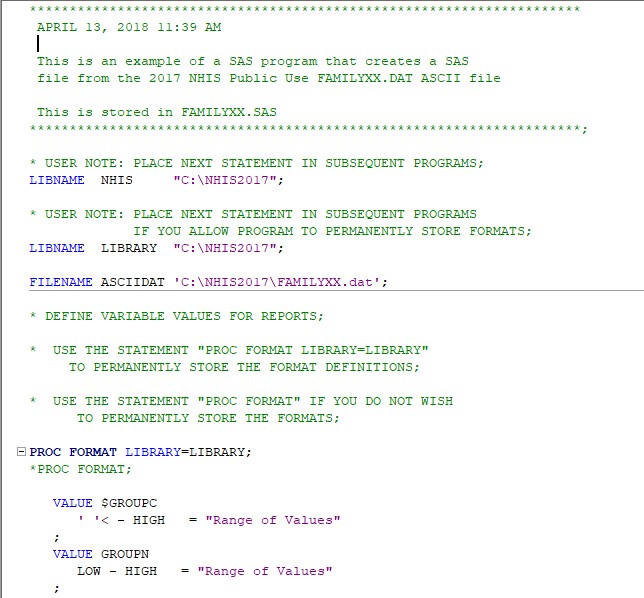 *********************************************************************
APRIL 13, 2018 11:39 AM
This is an example of a SAS program that creates a SAS
file from the 2017 NHIS Public Use FAMILYXX.DAT ASCII file
This is stored in FAMILYXX.SAS
*********************************************************************;
* USER NOTE: PLACE NEXT STATEMENT IN SUBSEQUENT PROGRAMS;
LIBNAME  NHIS     "C:\NHIS2017";
* USER NOTE: PLACE NEXT STATEMENT IN SUBSEQUENT PROGRAMS
IF YOU ALLOW PROGRAM TO PERMANENTLY STORE FORMATS;
LIBNAME  LIBRARY  "C:\NHIS2017";
FILENAME ASCIIDAT 'C:\NHIS2017\FAMILYXX.dat';
* DEFINE VARIABLE VALUES FOR REPORTS;
*  USE THE STATEMENT "PROC FORMAT LIBRARY=LIBRARY"
TO PERMANENTLY STORE THE FORMAT DEFINITIONS;
*  USE THE STATEMENT "PROC FORMAT" IF YOU DO NOT WISH
TO PERMANENTLY STORE THE FORMATS;
PROC FORMAT LIBRARY=LIBRARY;
*PROC FORMAT;
VALUE $GROUPC
' '< - HIGH   = "Range of Values"
;
VALUE GROUPN
LOW - HIGH   = "Range of Values"
;